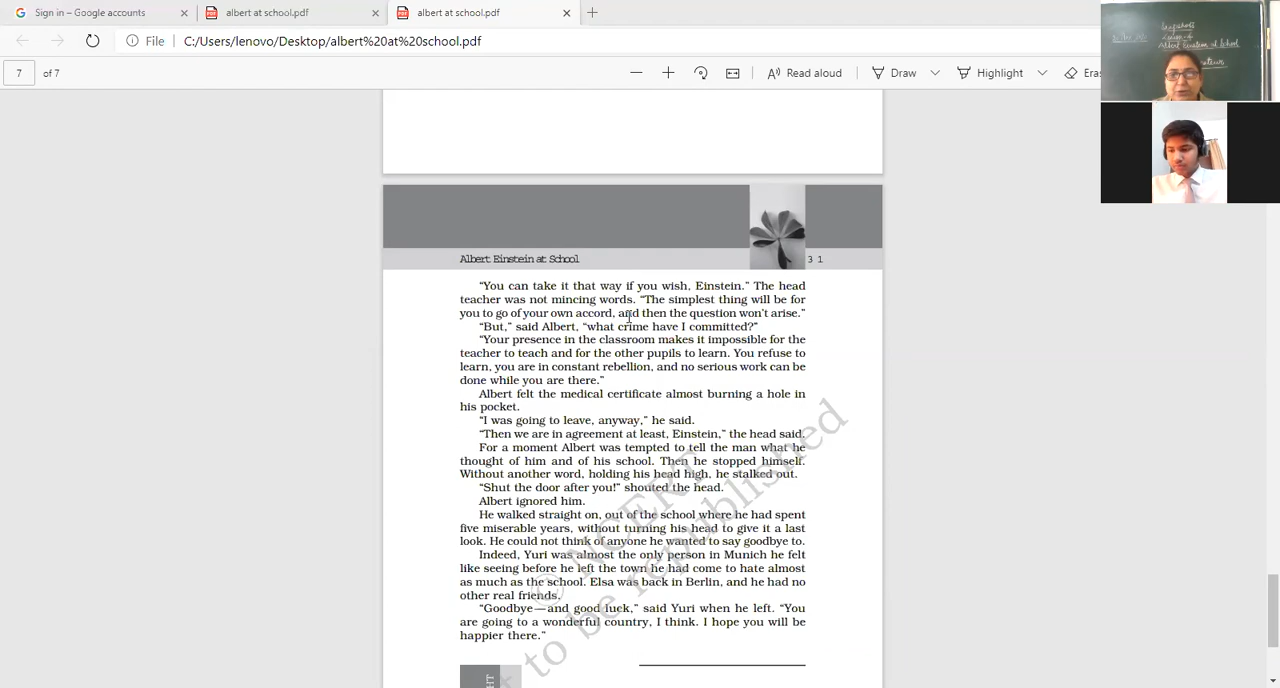 Sign in – Google accounts
albert at school.pdf
albert at school.pdf
File
C:/Users/lenovo/Desktop/albert%20at%20school.pdf
7 of 7
Read aloud
Draw
Highlight
Eras
Snapshots
Albert Einstein at School
Albert Einstein at School
3 1
“You can take it that way if you wish, Einstein.” The head
teacher was not mincing words. “The simplest thing will be for
you to go of your own accord, and then the question won’t arise.”
“But,” said Albert, “what crime have I committed?”
“Your presence in the classroom makes it impossible for the
teacher to teach and for the other pupils to learn. You refuse to
learn, you are in constant rebellion, and no serious work can be
done while you are there.”
Albert felt the medical certificate almost burning a hole in
his pocket.
“I was going to leave, anyway,” he said.
“Then we are in agreement at least, Einstein,” the head said.
For a moment Albert was tempted to tell the man what he
thought of him and of his school. Then he stopped himself.
Without another word, holding his head high, he stalked out.
“Shut the door after you!” shouted the head.
Albert ignored him.
He walked straight on, out of the school where he had spent
five miserable years, without turning his head to give it a last
look. He could not think of anyone he wanted to say goodbye to.
Indeed, Yuri was almost the only person in Munich he felt
like seeing before he left the town he had come to hate almost
as much as the school. Elsa was back in Berlin, and he had no
other real friends.
“Goodbye — and good luck,” said Yuri when he left. “You
are going to a wonderful country, I think. I hope you will be
happier there.”
© NCERT
to be republished
HT